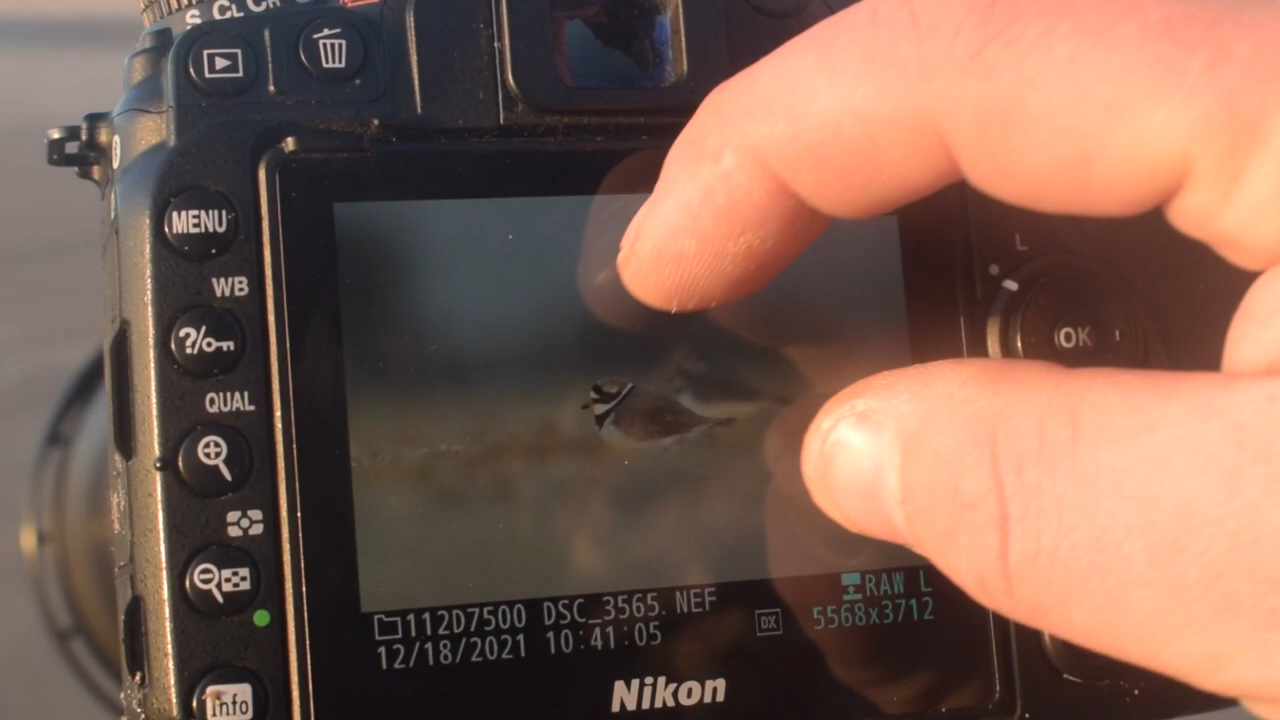 S CL CH
MENU
WB
?/
QUAL
L
OK
Info
112D7500 DSC_3565.NEF
12/18/2021 10:41:05
DX
RAW L
5568x3712
Nikon